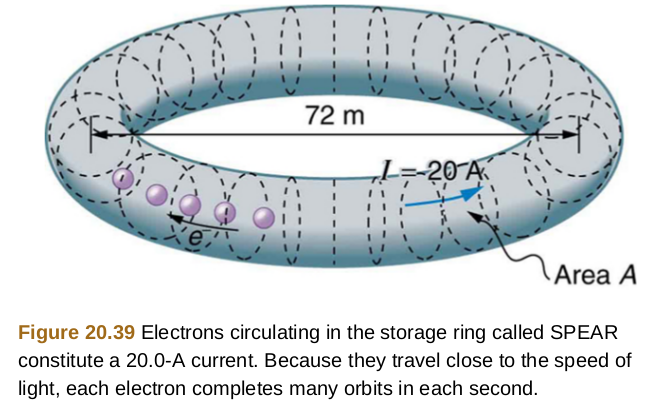 72 m
I = 20 A
e⁻
Area A
Figure 20.39 Electrons circulating in the storage ring called SPEAR
constitute a 20.0-A current. Because they travel close to the speed of
light, each electron completes many orbits in each second.